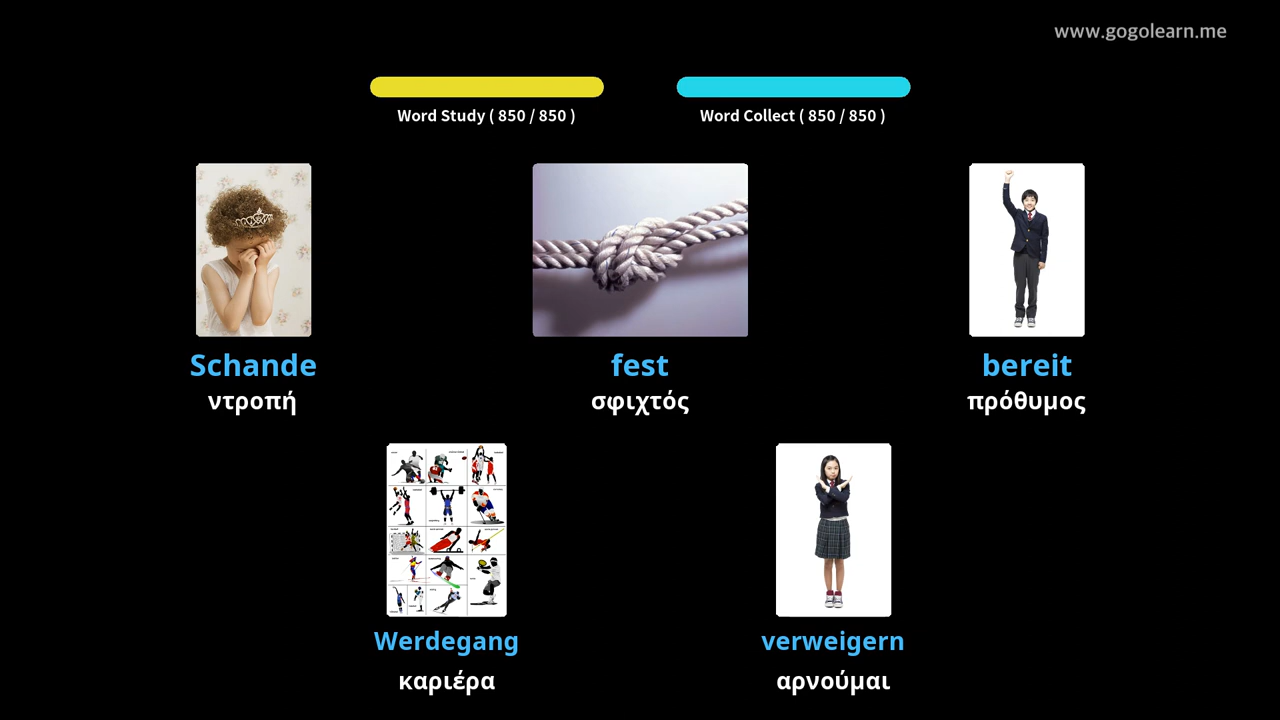 www.gogolearn.me
Word Study ( 850 / 850 )
Word Collect ( 850 / 850 )
Schande
fest
bereit
ντροπή
σφιχτός
πρόθυμος
Werdegang
verweigern
καριέρα
αρνούμαι